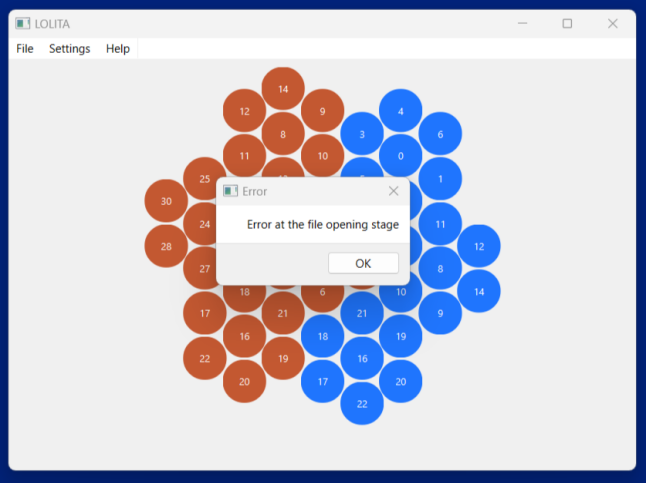 LOLITA
File Settings Help
14
12 9 4
8 3 6
11 10 0
25 1
30
24 11
28 12
27 8
18 6 10 14
17 21 21 9
16 18 19
22 19 16
20 17 20
22
Error
Error at the file opening stage
OK